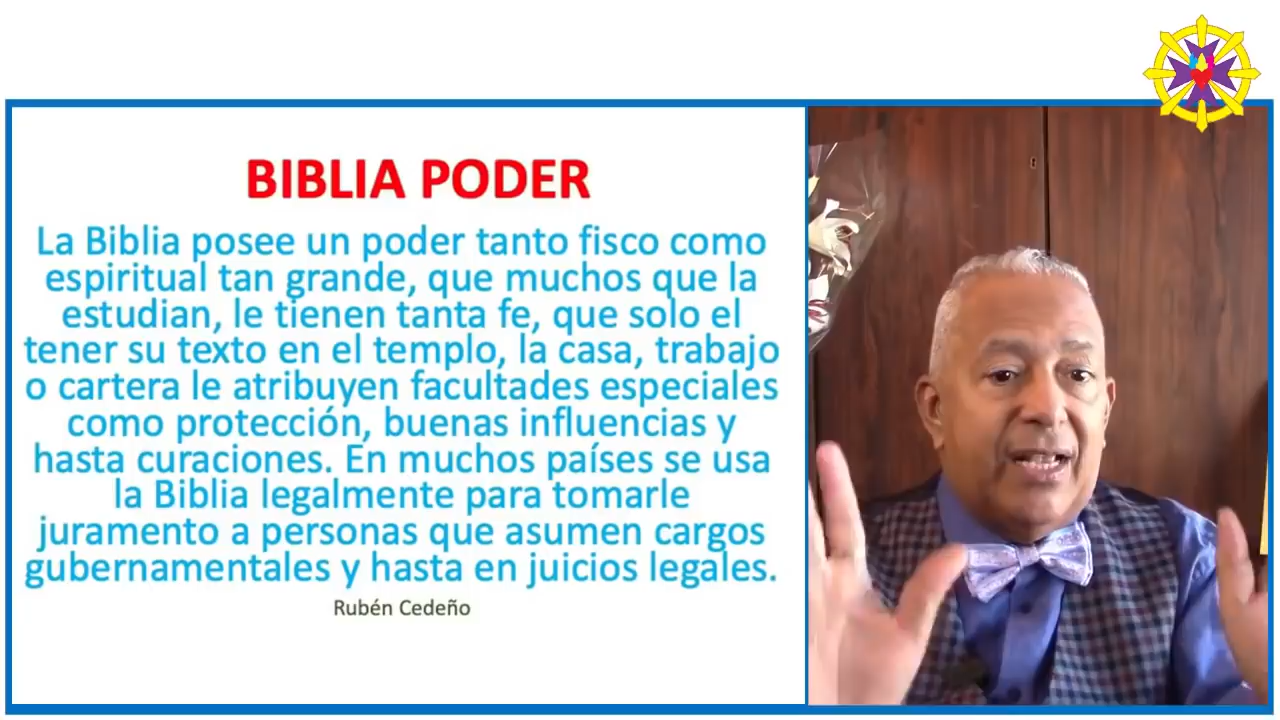 BIBLIA PODER
La Biblia posee un poder tanto fisco como
espiritual tan grande, que muchos que la
estudian, le tienen tanta fe, que solo el
tener su texto en el templo, la casa, trabajo
o cartera le atribuyen facultades especiales
como protección, buenas influencias y
hasta curaciones. En muchos países se usa
la Biblia legalmente para tomarle
juramento a personas que asumen cargos
gubernamentales y hasta en juicios legales.
Rubén Cedeño